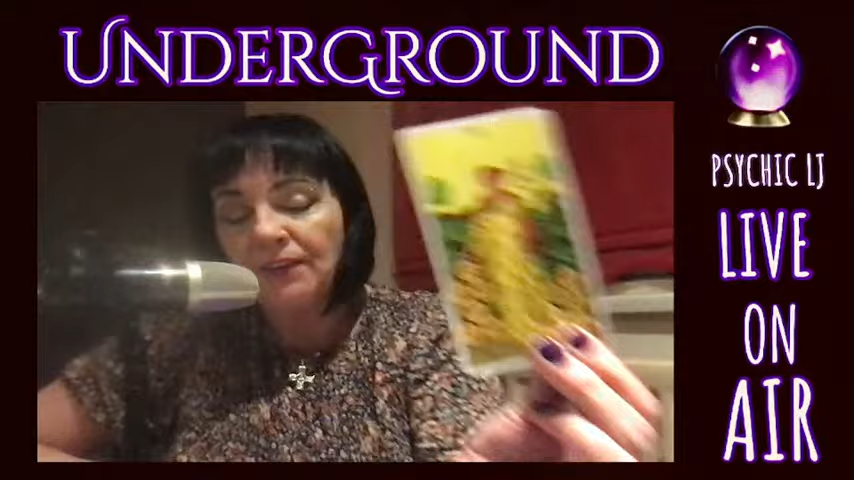 UNDERGROUND
PSYCHIC LJ
LIVE
ON
AIR